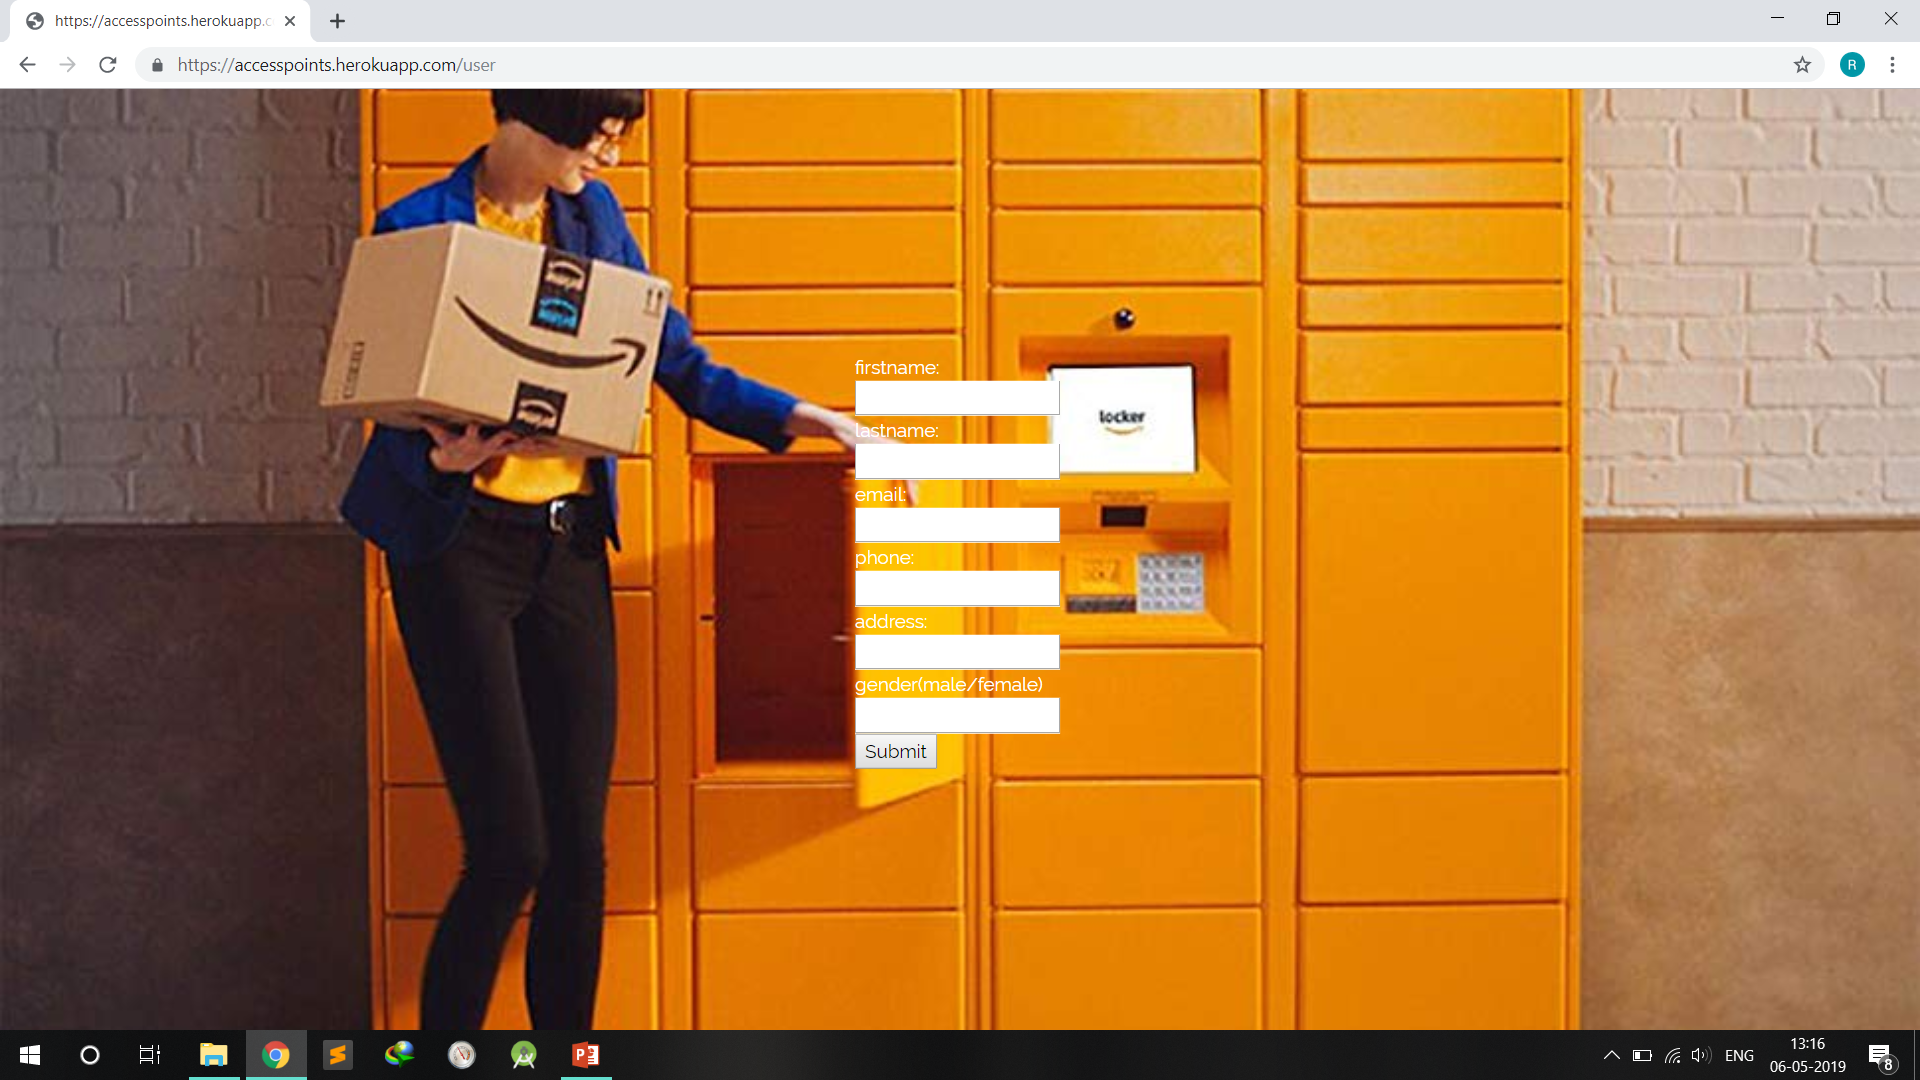 https://accesspoints.herokuapp.c
https://accesspoints.herokuapp.com/user
R
locker
firstname:
lastname:
email:
phone:
address:
gender(male/female)
Submit
ENG
13:16
06-05-2019
8